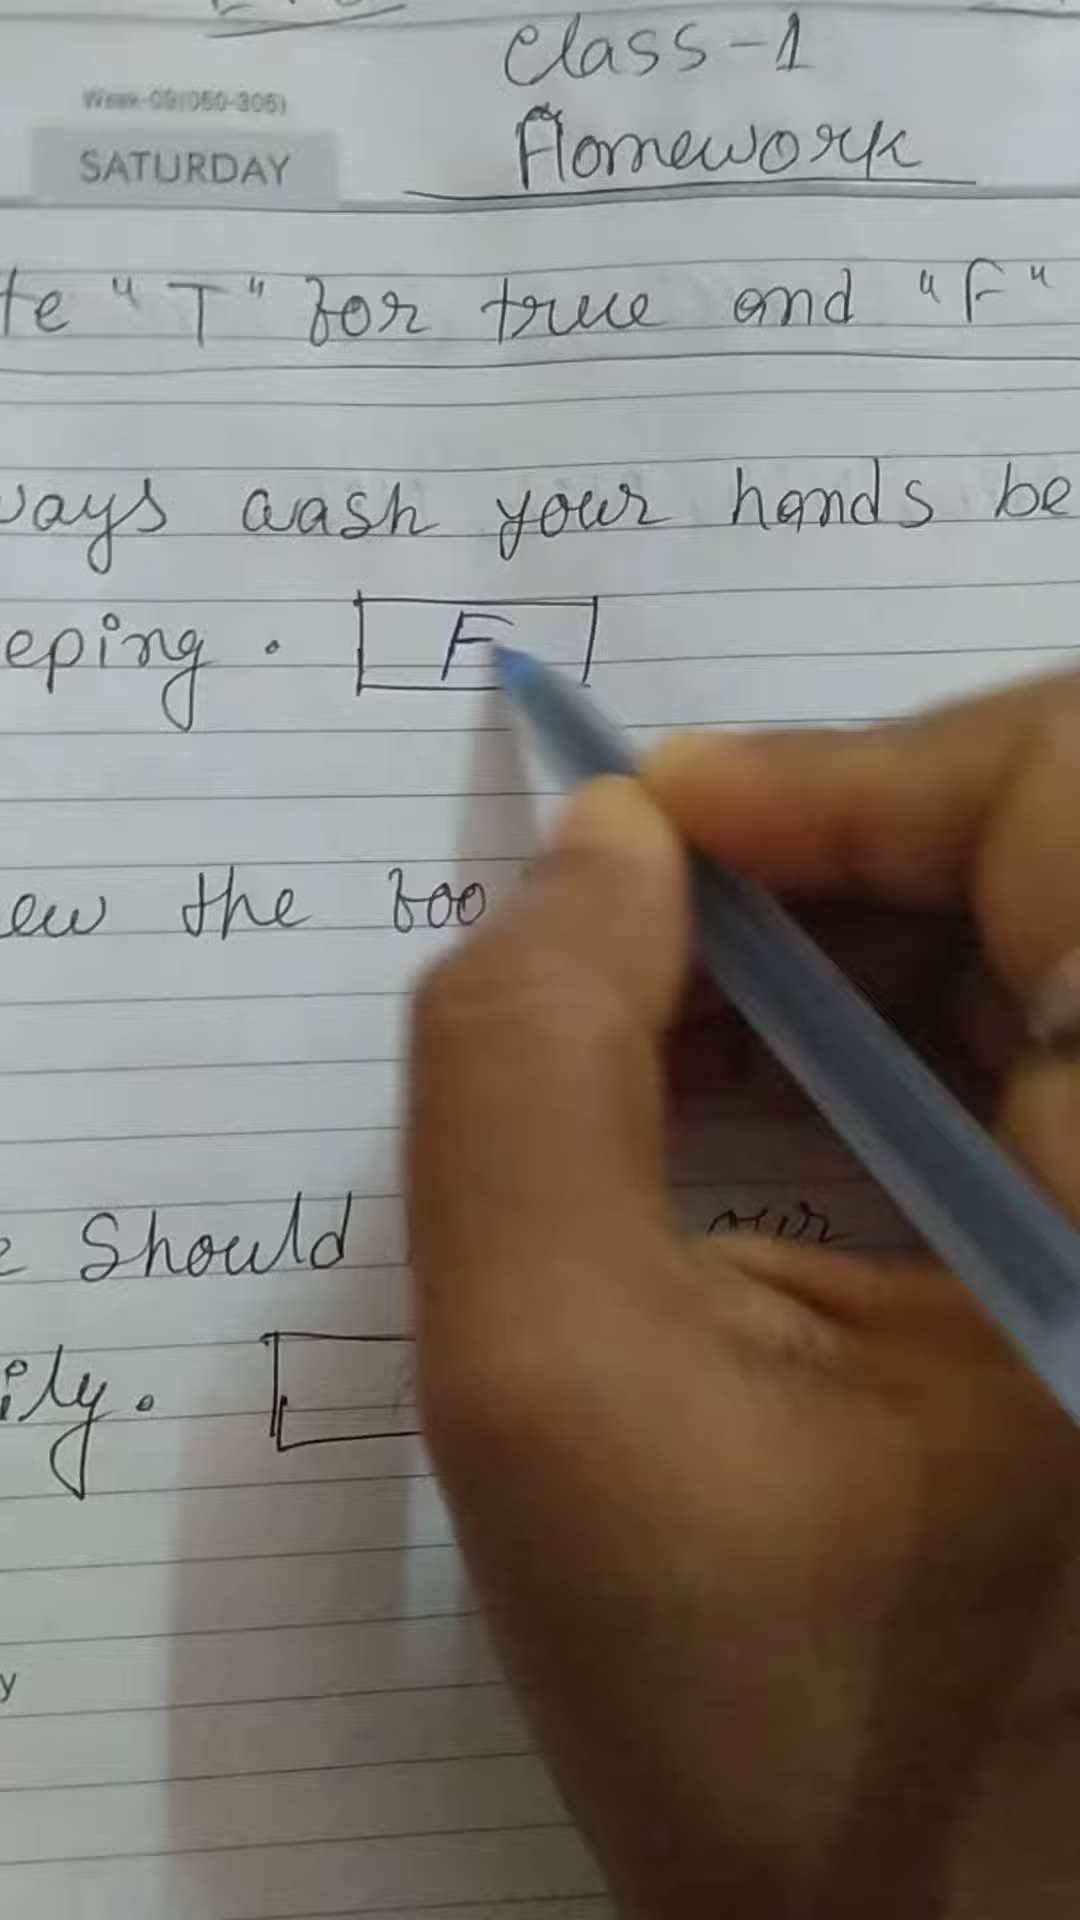 Class-1
Week-09(060-306)
SATURDAY
Homework
te "T" for true and "F"
ways wash your hands be
eping. F
ew the foo
should
ily.
y